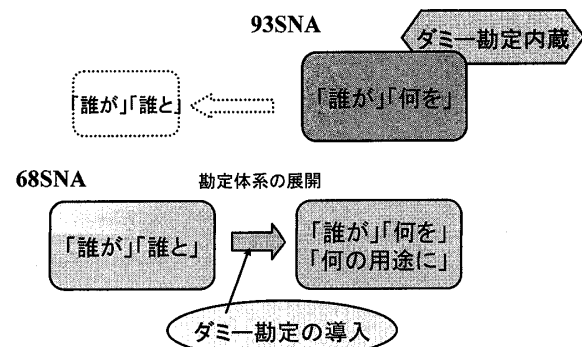 93SNA
ダミー勘定内蔵
「誰が」「誰と」
「誰が」「何を」
68SNA
勘定体系の展開
「誰が」「誰と」
「誰が」「何を」
「何の用途に」
ダミー勘定の導入